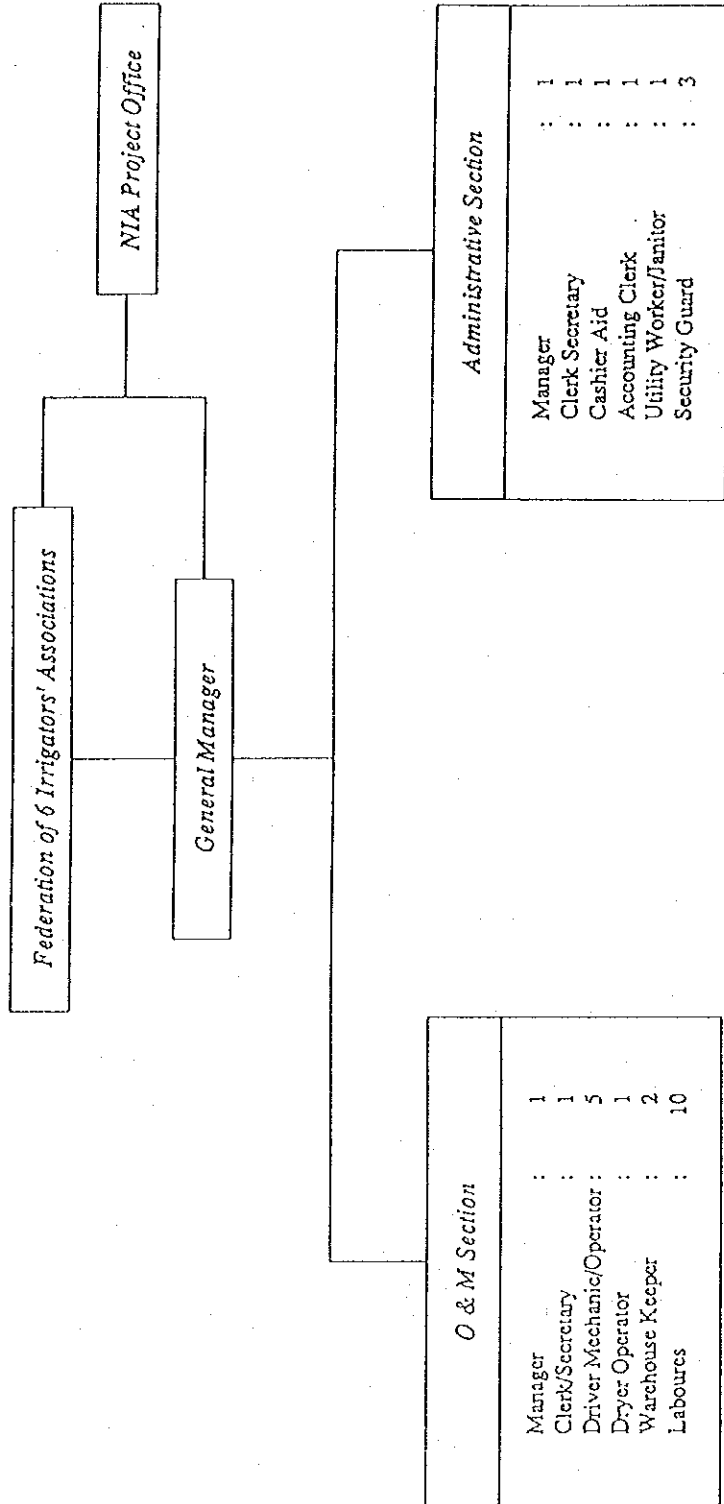 NIA Project Office
Federation of 6 Irrigators' Associations
General Manager
O & M Section
Manager : 1
Clerk/Secretary : 1
Driver Mechanic/Operator : 5
Dryer Operator : 1
Warehouse Keeper : 2
Laboures : 10
Administrative Section
Manager : 1
Clerk Secretary : 1
Cashier Aid : 1
Accounting Clerk : 1
Utility Worker/Janitor : 1
Security Guard : 3